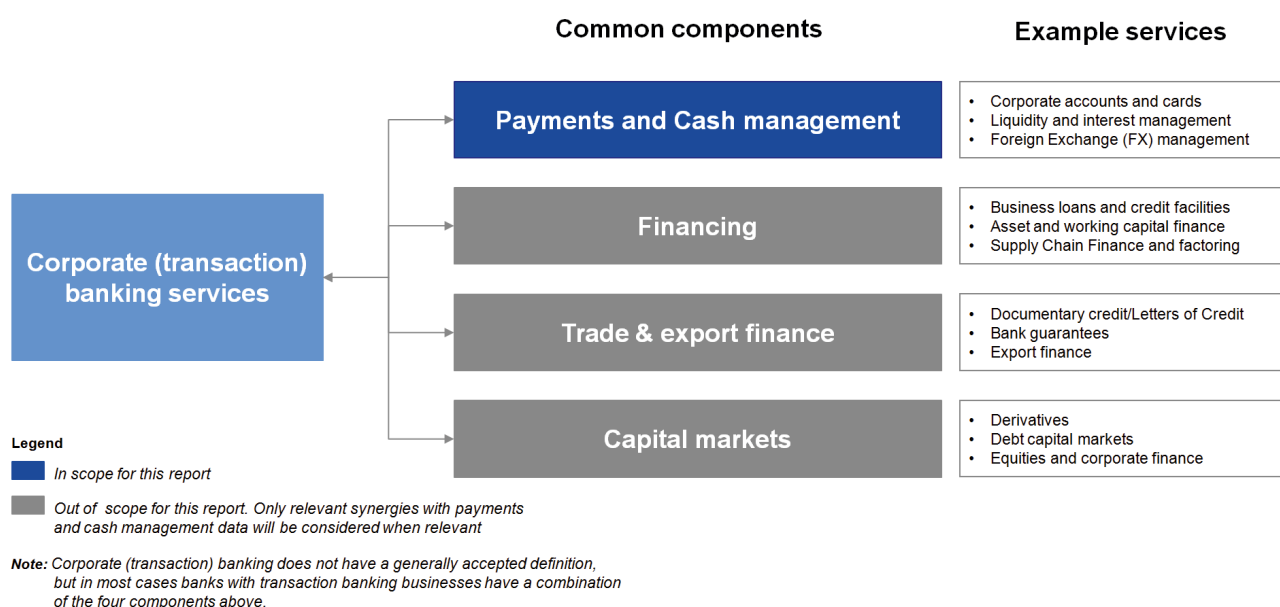 Common components
Example services
Corporate (transaction)
banking services
Payments and Cash management
• Corporate accounts and cards
• Liquidity and interest management
• Foreign Exchange (FX) management
Financing
• Business loans and credit facilities
• Asset and working capital finance
• Supply Chain Finance and factoring
Trade & export finance
• Documentary credit/Letters of Credit
• Bank guarantees
• Export finance
Capital markets
• Derivatives
• Debt capital markets
• Equities and corporate finance
Legend
In scope for this report
Out of scope for this report. Only relevant synergies with payments
and cash management data will be considered when relevant
Note: Corporate (transaction) banking does not have a generally accepted definition,
but in most cases banks with transaction banking businesses have a combination
of the four components above.